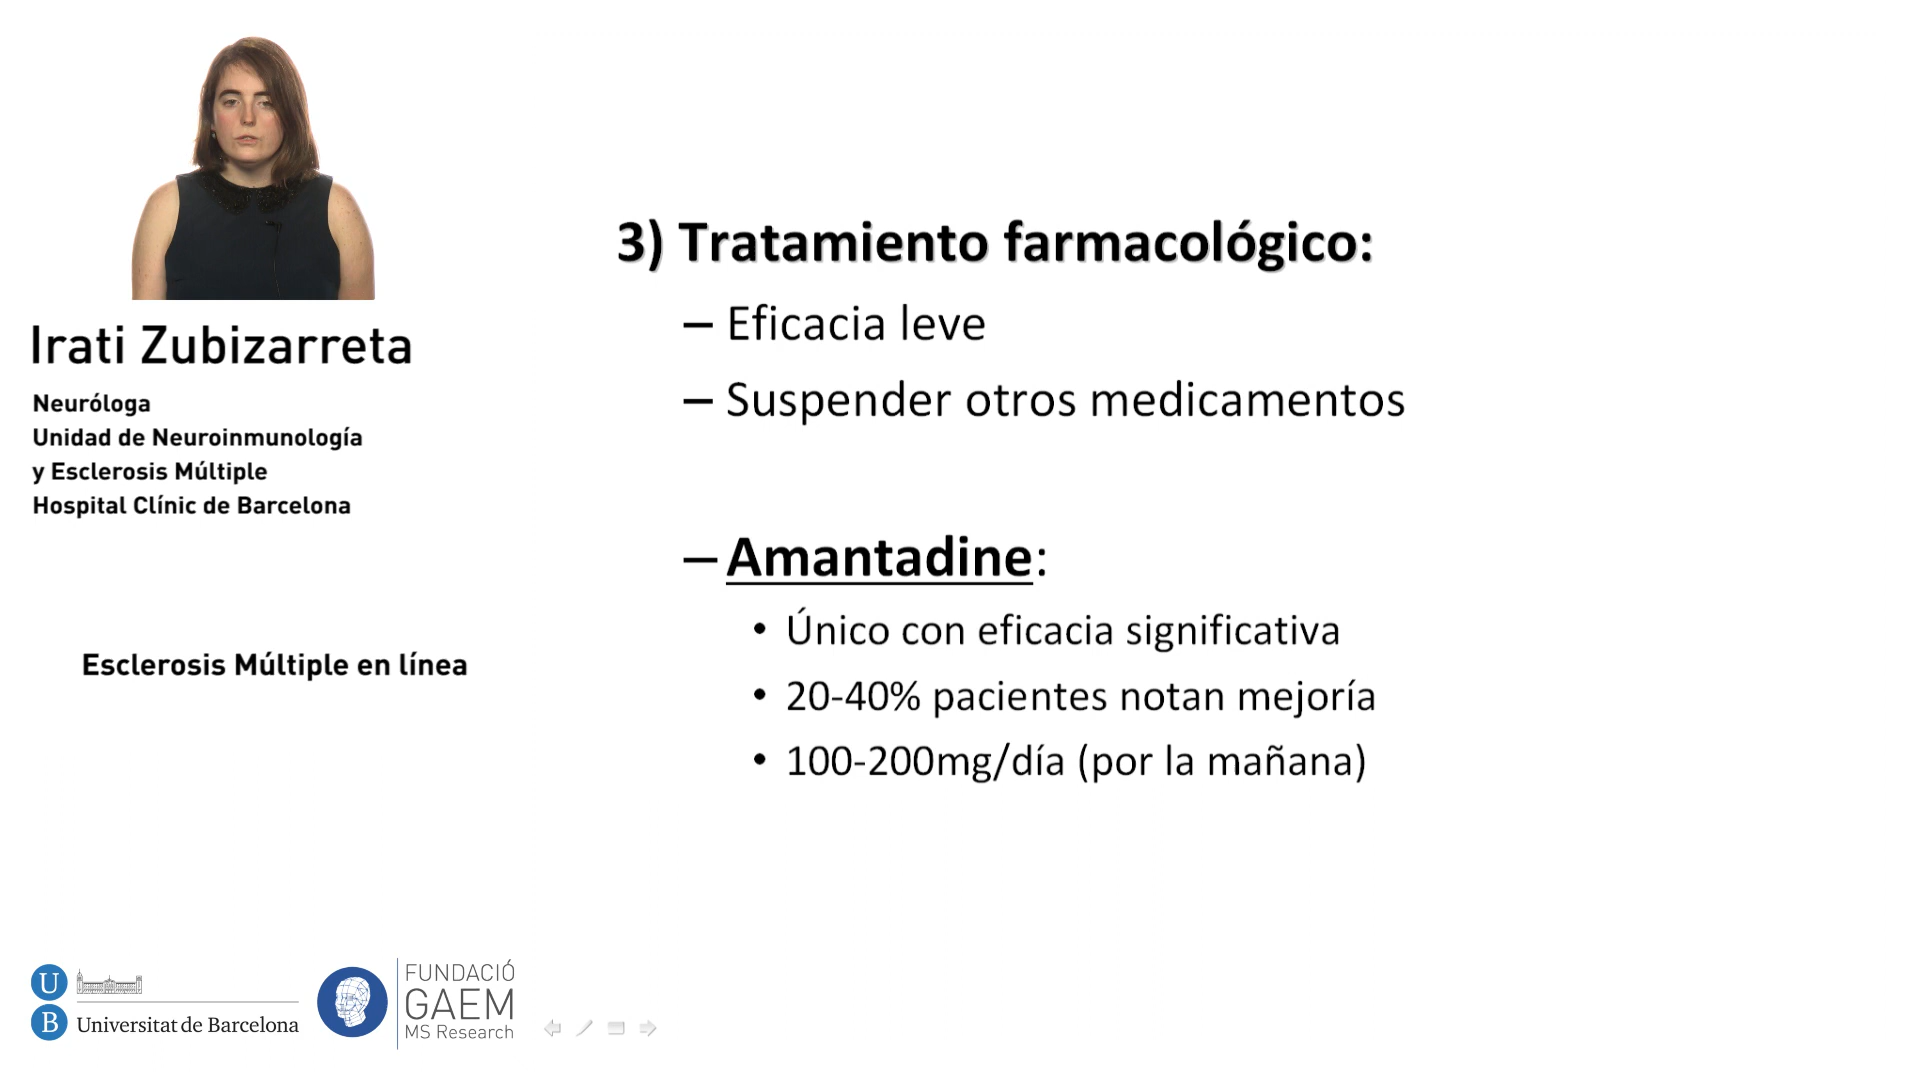 Irati Zubizarreta
Neuróloga
Unidad de Neuroinmunología
y Esclerosis Múltiple
Hospital Clínic de Barcelona
Esclerosis Múltiple en línea
3) Tratamiento farmacológico:
– Eficacia leve
– Suspender otros medicamentos
– Amantadine:
• Único con eficacia significativa
• 20-40% pacientes notan mejoría
• 100-200mg/día (por la mañana)
U
B Universitat de Barcelona
FUNDACIÓ
GAEM
MS Research